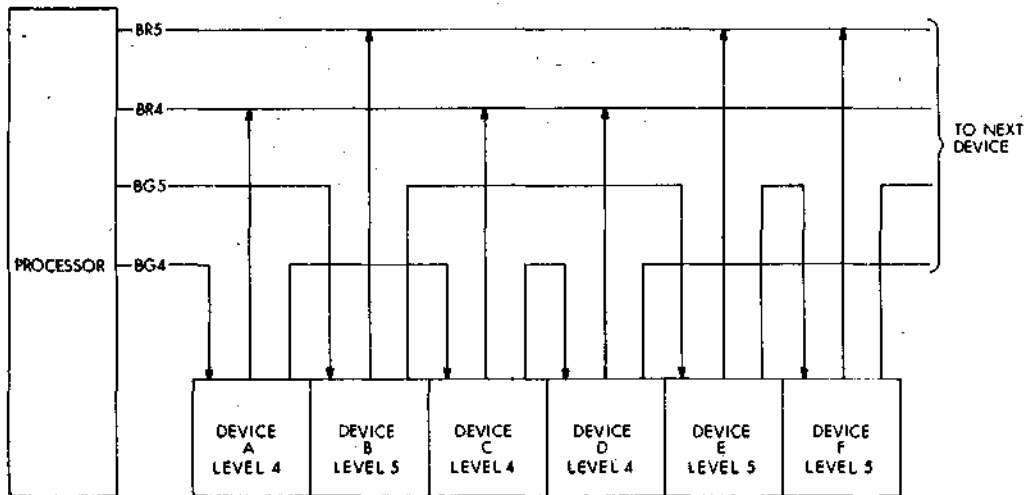 BR5
BR4
TO NEXT
DEVICE
BG5
PROCESSOR
BG4
DEVICE
A
LEVEL 4
DEVICE
B
LEVEL 5
DEVICE
C
LEVEL 4
DEVICE
D
LEVEL 4
DEVICE
E
LEVEL 5
DEVICE
F
LEVEL 5